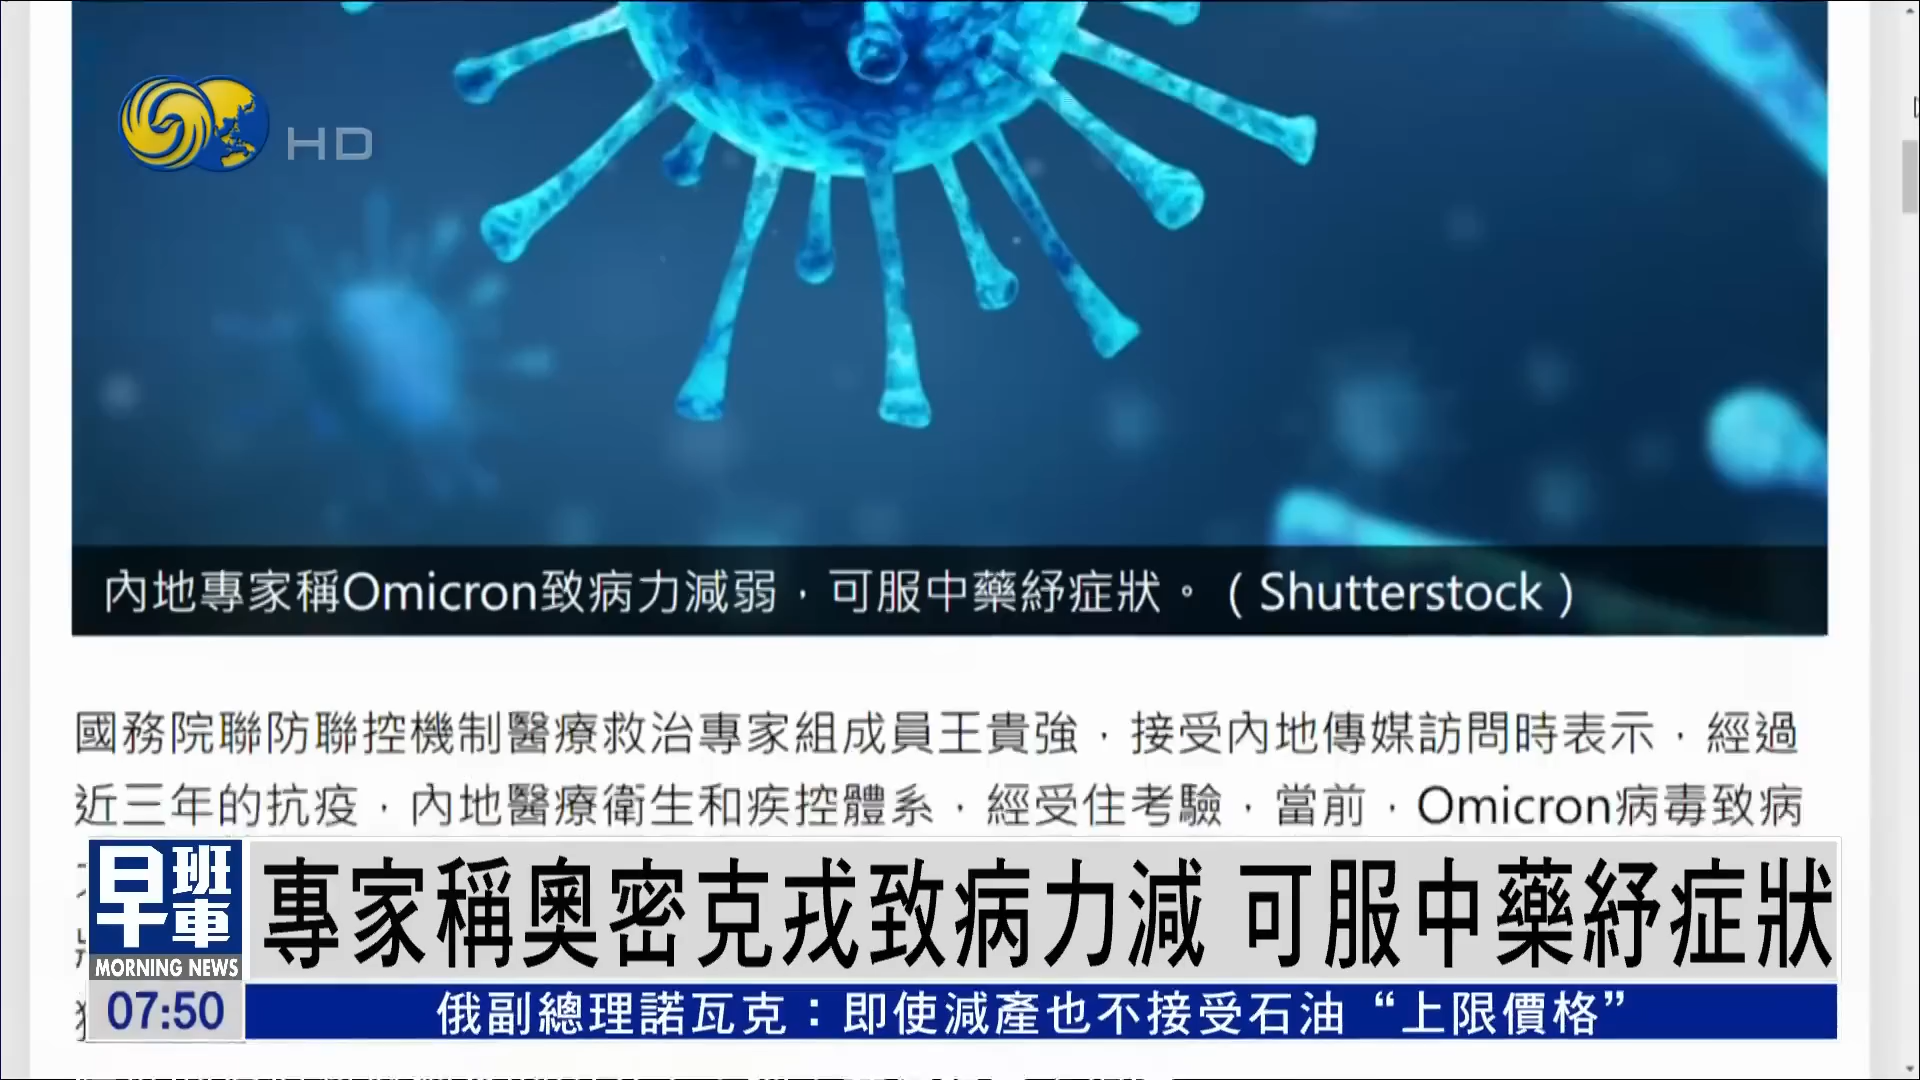 HD
內地專家稱Omicron致病力減弱，可服中藥紓症狀。（Shutterstock）
國務院聯防聯控機制醫療救治專家組成員王貴強，接受內地傳媒訪問時表示，經過
近三年的抗疫，內地醫療衛生和疾控體系，經受住考驗，當前，Omicron病毒致病
早班車
MORNING NEWS
專家稱奧密克戎致病力減 可服中藥紓症狀
07:50
俄副總理諾瓦克：即使減產也不接受石油“上限價格”